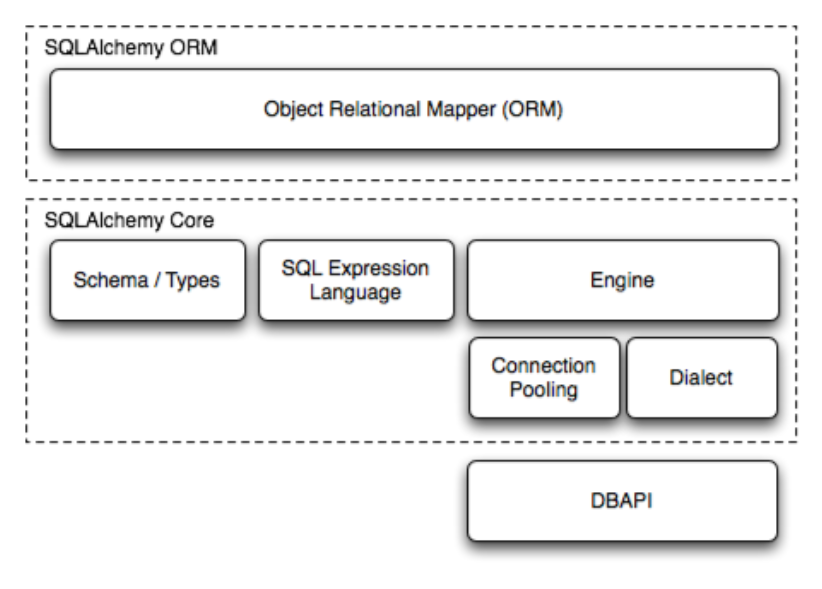 SQLAlchemy ORM
Object Relational Mapper (ORM)
SQLAlchemy Core
Schema / Types
SQL Expression
Language
Engine
Connection
Pooling
Dialect
DBAPI